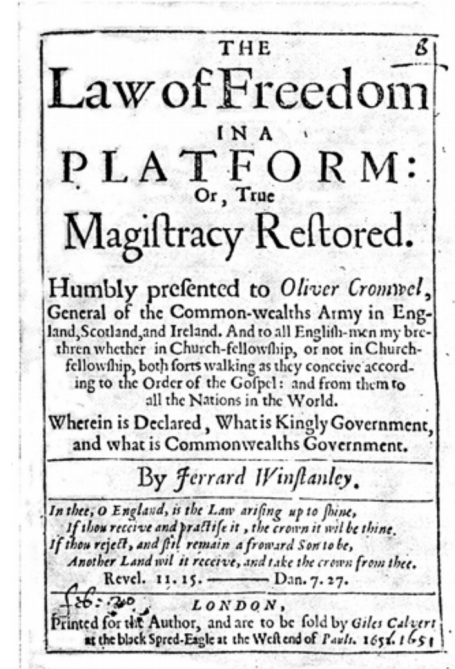 THE
B
Law of Freedom
IN A
PLATFORM:
Or, True
Magiſtracy Reſtored.
Humbly preſented to Oliver Cromwel,
General of the Common-wealths Army in Eng-
land, Scotland, and Ireland. And to all Engliſh-men my bre-
thren whether in Church-fellowſhip, or not in Church-
fellowſhip, both ſorts walking as they conceive accord-
ing to the Order of the Goſpel: and from them to
all the Nations in the World.
Wherein is Declared, What is Kingly Government,
and what is Commonwealths Government.
By Jerrard Winſtanley.
In thee, O England, is the Law ariſing up to ſhine,
If thou receive and practiſe it, the crown it wil be thine.
If thou reject, and ſtil remain a froward Son to be,
Another Land wil it receive, and take the crown from thee.
Revel. 11. 15. ——— Dan. 7. 27.
LONDON,
Printed for the Author, and are to be ſold by Giles Calvert
at the black Spred-Eagle at the Weſt end of Pauls. 1652. 1651